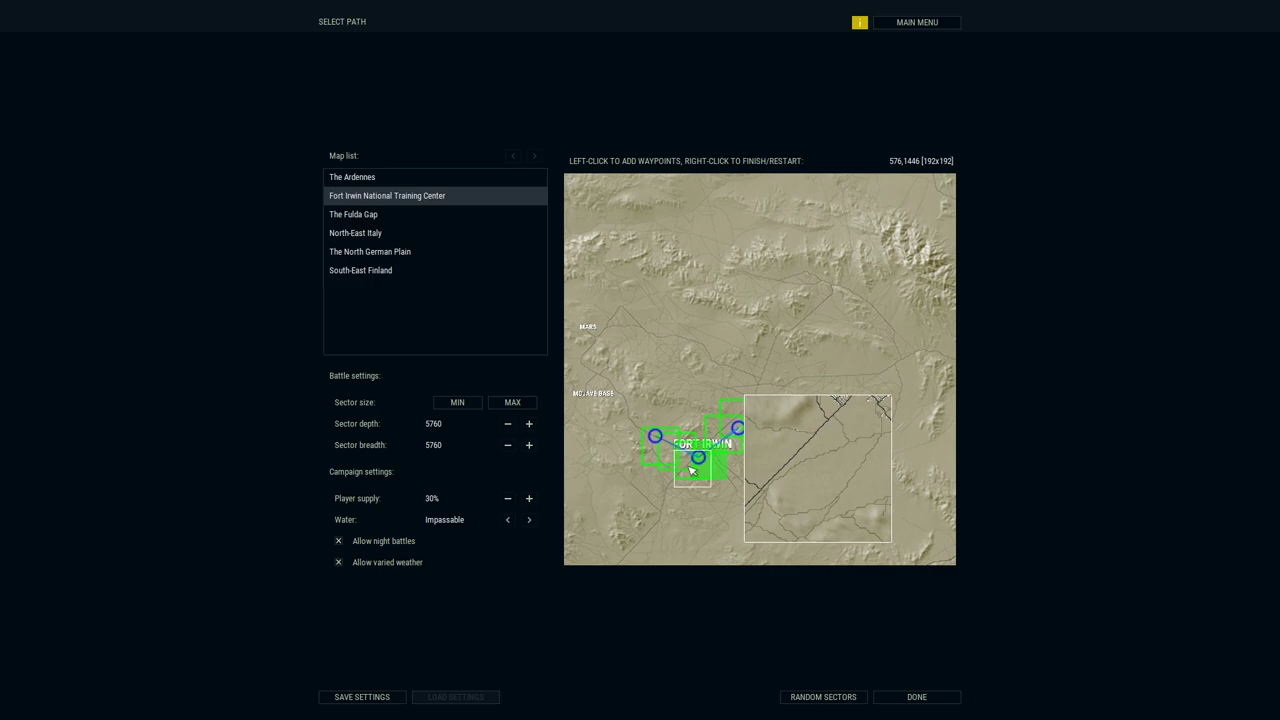 SELECT PATH
i
MAIN MENU
Map list:
LEFT-CLICK TO ADD WAYPOINTS, RIGHT-CLICK TO FINISH/RESTART:
576,1446 [192x192]
The Ardennes
Fort Irwin National Training Center
The Fulda Gap
North-East Italy
The North German Plain
South-East Finland
MARS
MOJAVE BASE
FORT IRWIN
Battle settings:
Sector size:
MIN
MAX
Sector depth:
5760
Sector breadth:
5760
Campaign settings:
Player supply:
30%
Water:
Impassable
Allow night battles
Allow varied weather
SAVE SETTINGS
LOAD SETTINGS
RANDOM SECTORS
DONE